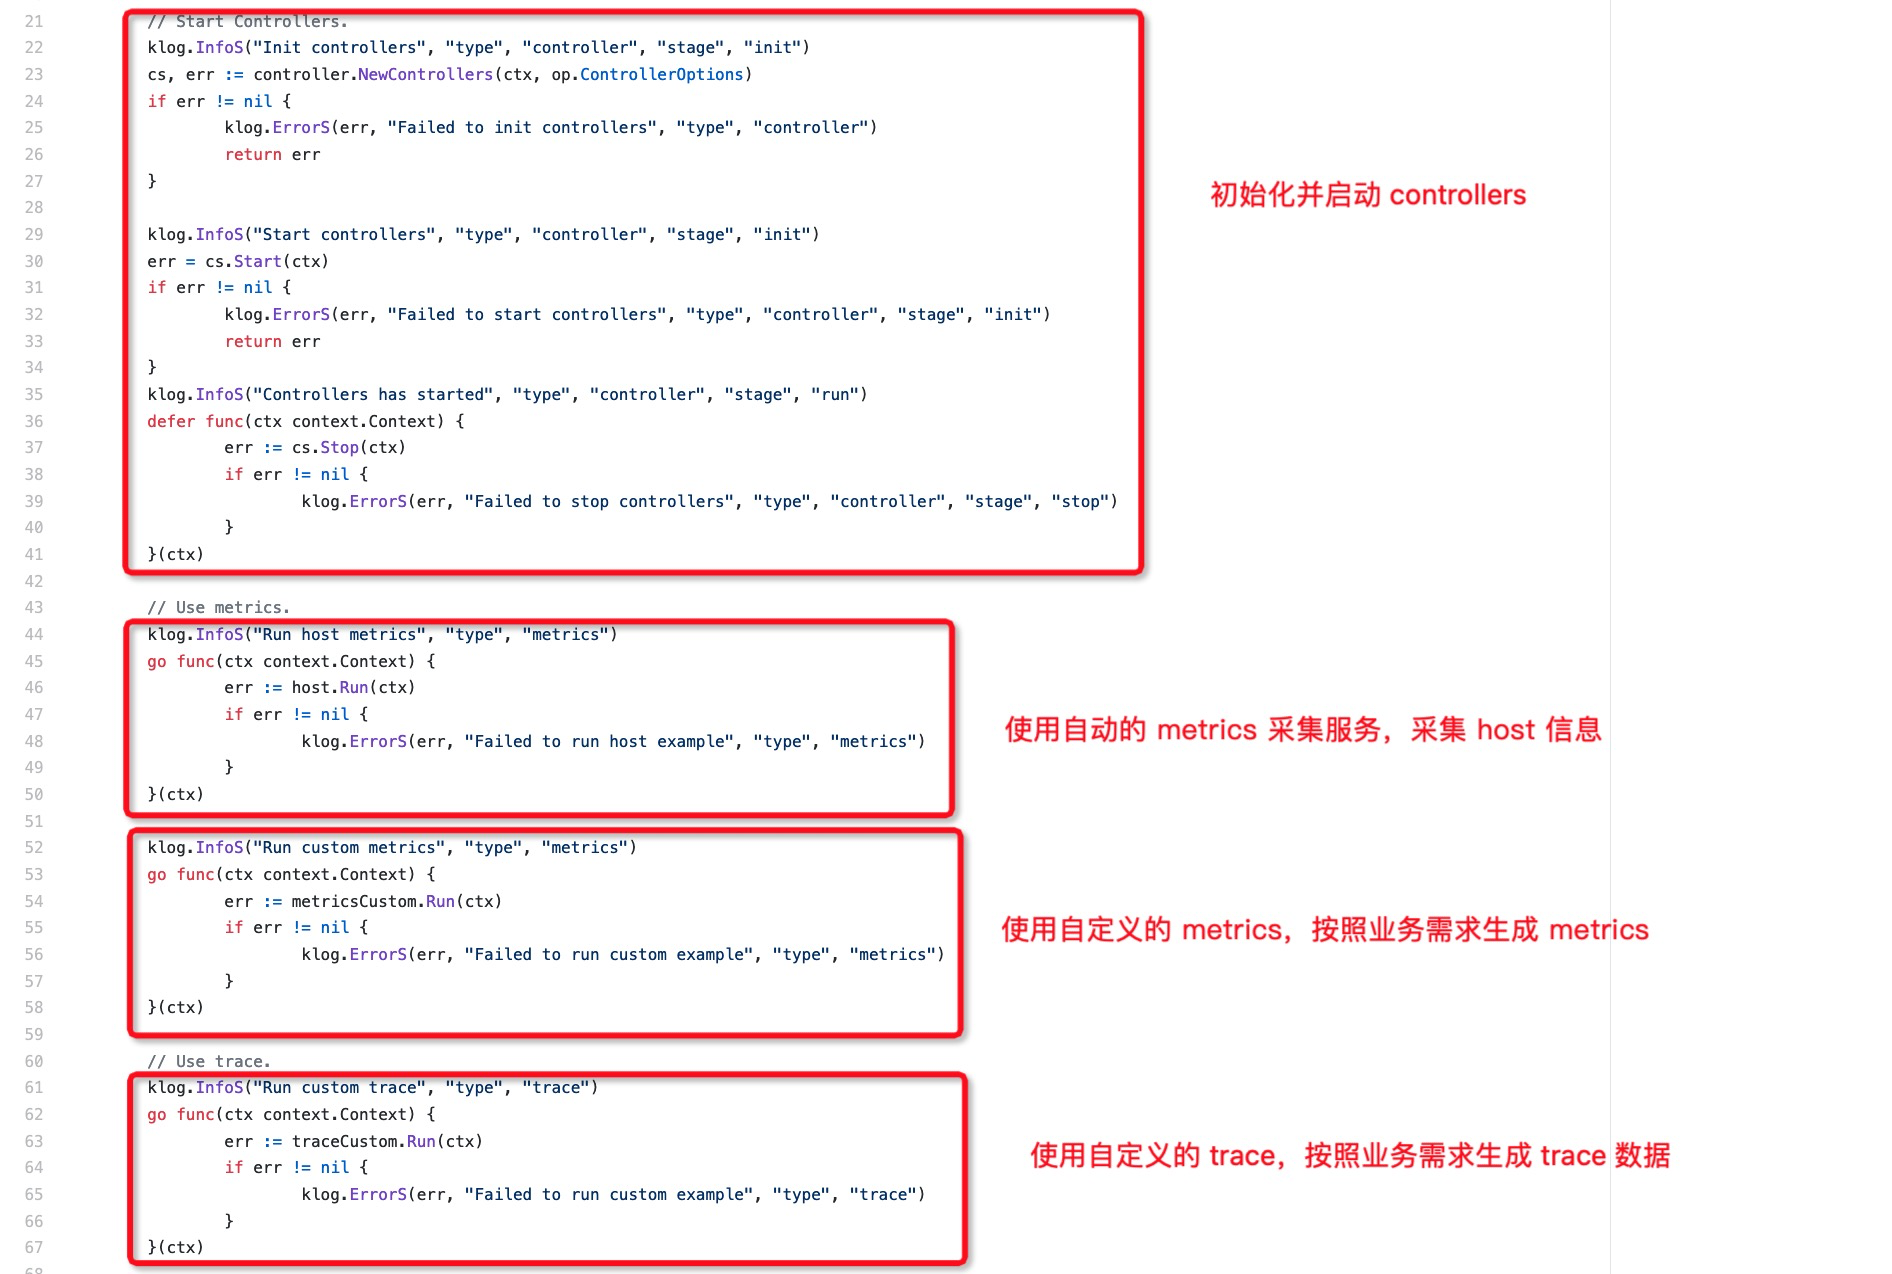 21 // Start Controllers.
22 klog.InfoS("Init controllers", "type", "controller", "stage", "init")
23 cs, err := controller.NewControllers(ctx, op.ControllerOptions)
24 if err != nil {
25 klog.ErrorS(err, "Failed to init controllers", "type", "controller")
26 return err
27 }
初始化并启动 controllers
28
29 klog.InfoS("Start controllers", "type", "controller", "stage", "init")
30 err = cs.Start(ctx)
31 if err != nil {
32 klog.ErrorS(err, "Failed to start controllers", "type", "controller", "stage", "init")
33 return err
34 }
35 klog.InfoS("Controllers has started", "type", "controller", "stage", "run")
36 defer func(ctx context.Context) {
37 err := cs.Stop(ctx)
38 if err != nil {
39 klog.ErrorS(err, "Failed to stop controllers", "type", "controller", "stage", "stop")
40 }
41 }(ctx)
42
43 // Use metrics.
44 klog.InfoS("Run host metrics", "type", "metrics")
45 go func(ctx context.Context) {
46 err := host.Run(ctx)
47 if err != nil {
使用自动的 metrics 采集服务，采集 host 信息
48 klog.ErrorS(err, "Failed to run host example", "type", "metrics")
49 }
50 }(ctx)
51
52 klog.InfoS("Run custom metrics", "type", "metrics")
53 go func(ctx context.Context) {
54 err := metricsCustom.Run(ctx)
55 if err != nil {
使用自定义的 metrics，按照业务需求生成 metrics
56 klog.ErrorS(err, "Failed to run custom example", "type", "metrics")
57 }
58 }(ctx)
59
60 // Use trace.
61 klog.InfoS("Run custom trace", "type", "trace")
62 go func(ctx context.Context) {
63 err := traceCustom.Run(ctx)
使用自定义的 trace，按照业务需求生成 trace 数据
64 if err != nil {
65 klog.ErrorS(err, "Failed to run custom example", "type", "trace")
66 }
67 }(ctx)
68